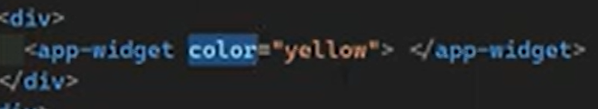 <div>
<app-widget color="yellow"> </app-widget>
</div>